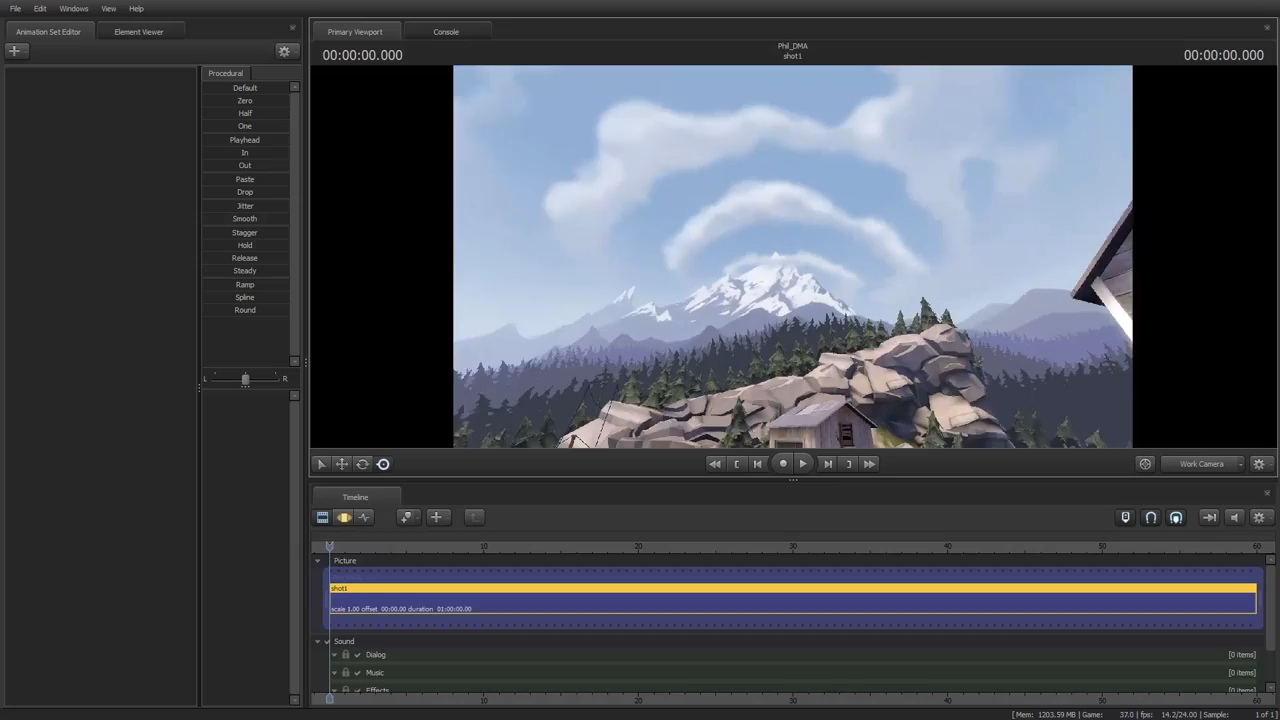 File Edit Windows View Help
Animation Set Editor Element Viewer
Primary Viewport Console
00:00:00.000
Phil_DMA
shot1
00:00:00.000
Procedural
Default
Zero
Half
One
Playhead
In
Out
Paste
Drop
Jitter
Smooth
Stagger
Hold
Release
Steady
Ramp
Spline
Round
L R
Work Camera
Timeline
10 20 30 40 50 60
Picture
shot1
scale 1.00 offset 00:00.00 duration 01:00:00.00
Sound
Dialog [0 items]
Music [0 items]
Effects [0 items]
10 20 30 40 50 60
[ Mem: 1203.59 MB | Game: 37.0 | fps: 14.2/24.00 | Sample: 1 of 1 ]